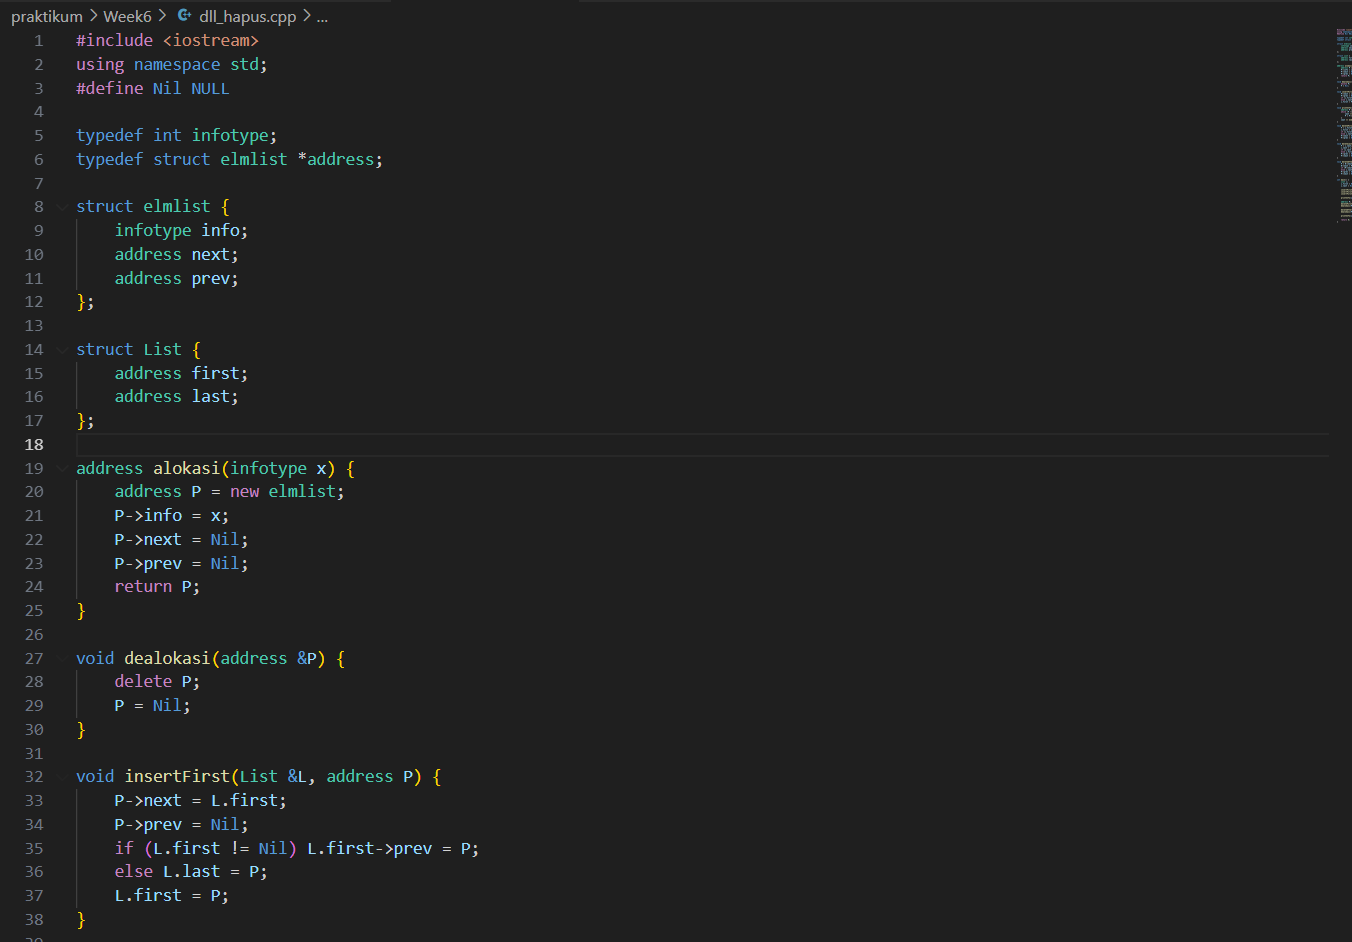 praktikum > Week6 > dll_hapus.cpp > ...
1 #include <iostream>
2 using namespace std;
3 #define Nil NULL
4
5 typedef int infotype;
6 typedef struct elmlist *address;
7
8 struct elmlist {
9     infotype info;
10     address next;
11     address prev;
12 };
13
14 struct List {
15     address first;
16     address last;
17 };
18
19 address alokasi(infotype x) {
20     address P = new elmlist;
21     P->info = x;
22     P->next = Nil;
23     P->prev = Nil;
24     return P;
25 }
26
27 void dealokasi(address &P) {
28     delete P;
29     P = Nil;
30 }
31
32 void insertFirst(List &L, address P) {
33     P->next = L.first;
34     P->prev = Nil;
35     if (L.first != Nil) L.first->prev = P;
36     else L.last = P;
37     L.first = P;
38 }